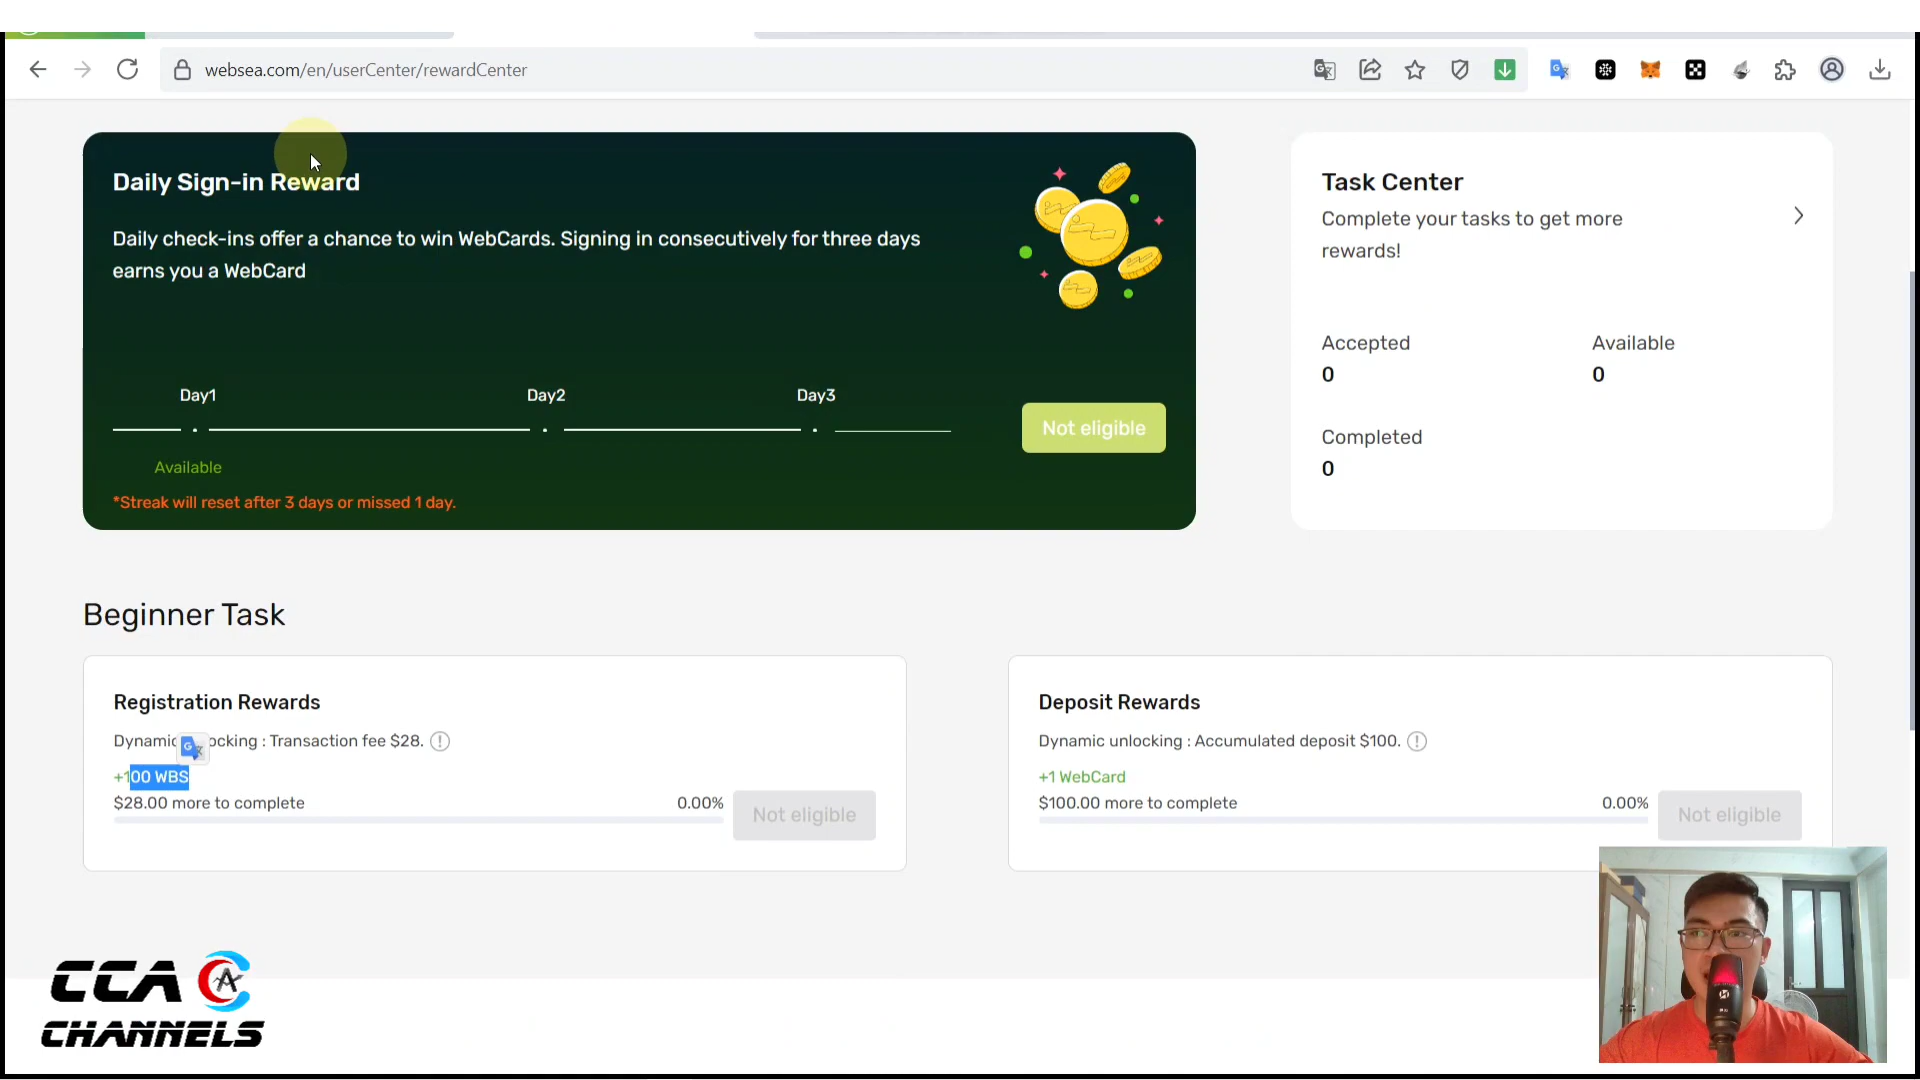 websea.com/en/userCenter/rewardCenter
Daily Sign-in Reward
Daily check-ins offer a chance to win WebCards. Signing in consecutively for three days
earns you a WebCard
Day1
Day2
Day3
Available
*Streak will reset after 3 days or missed 1 day.
Not eligible
Task Center
Complete your tasks to get more
rewards!
Accepted
0
Available
0
Completed
0
Beginner Task
Registration Rewards
Dynamic ocking : Transaction fee $28.
+100 WBS
$28.00 more to complete
0.00%
Not eligible
Deposit Rewards
Dynamic unlocking : Accumulated deposit $100.
+1 WebCard
$100.00 more to complete
0.00%
Not eligible
CCA
CHANNELS